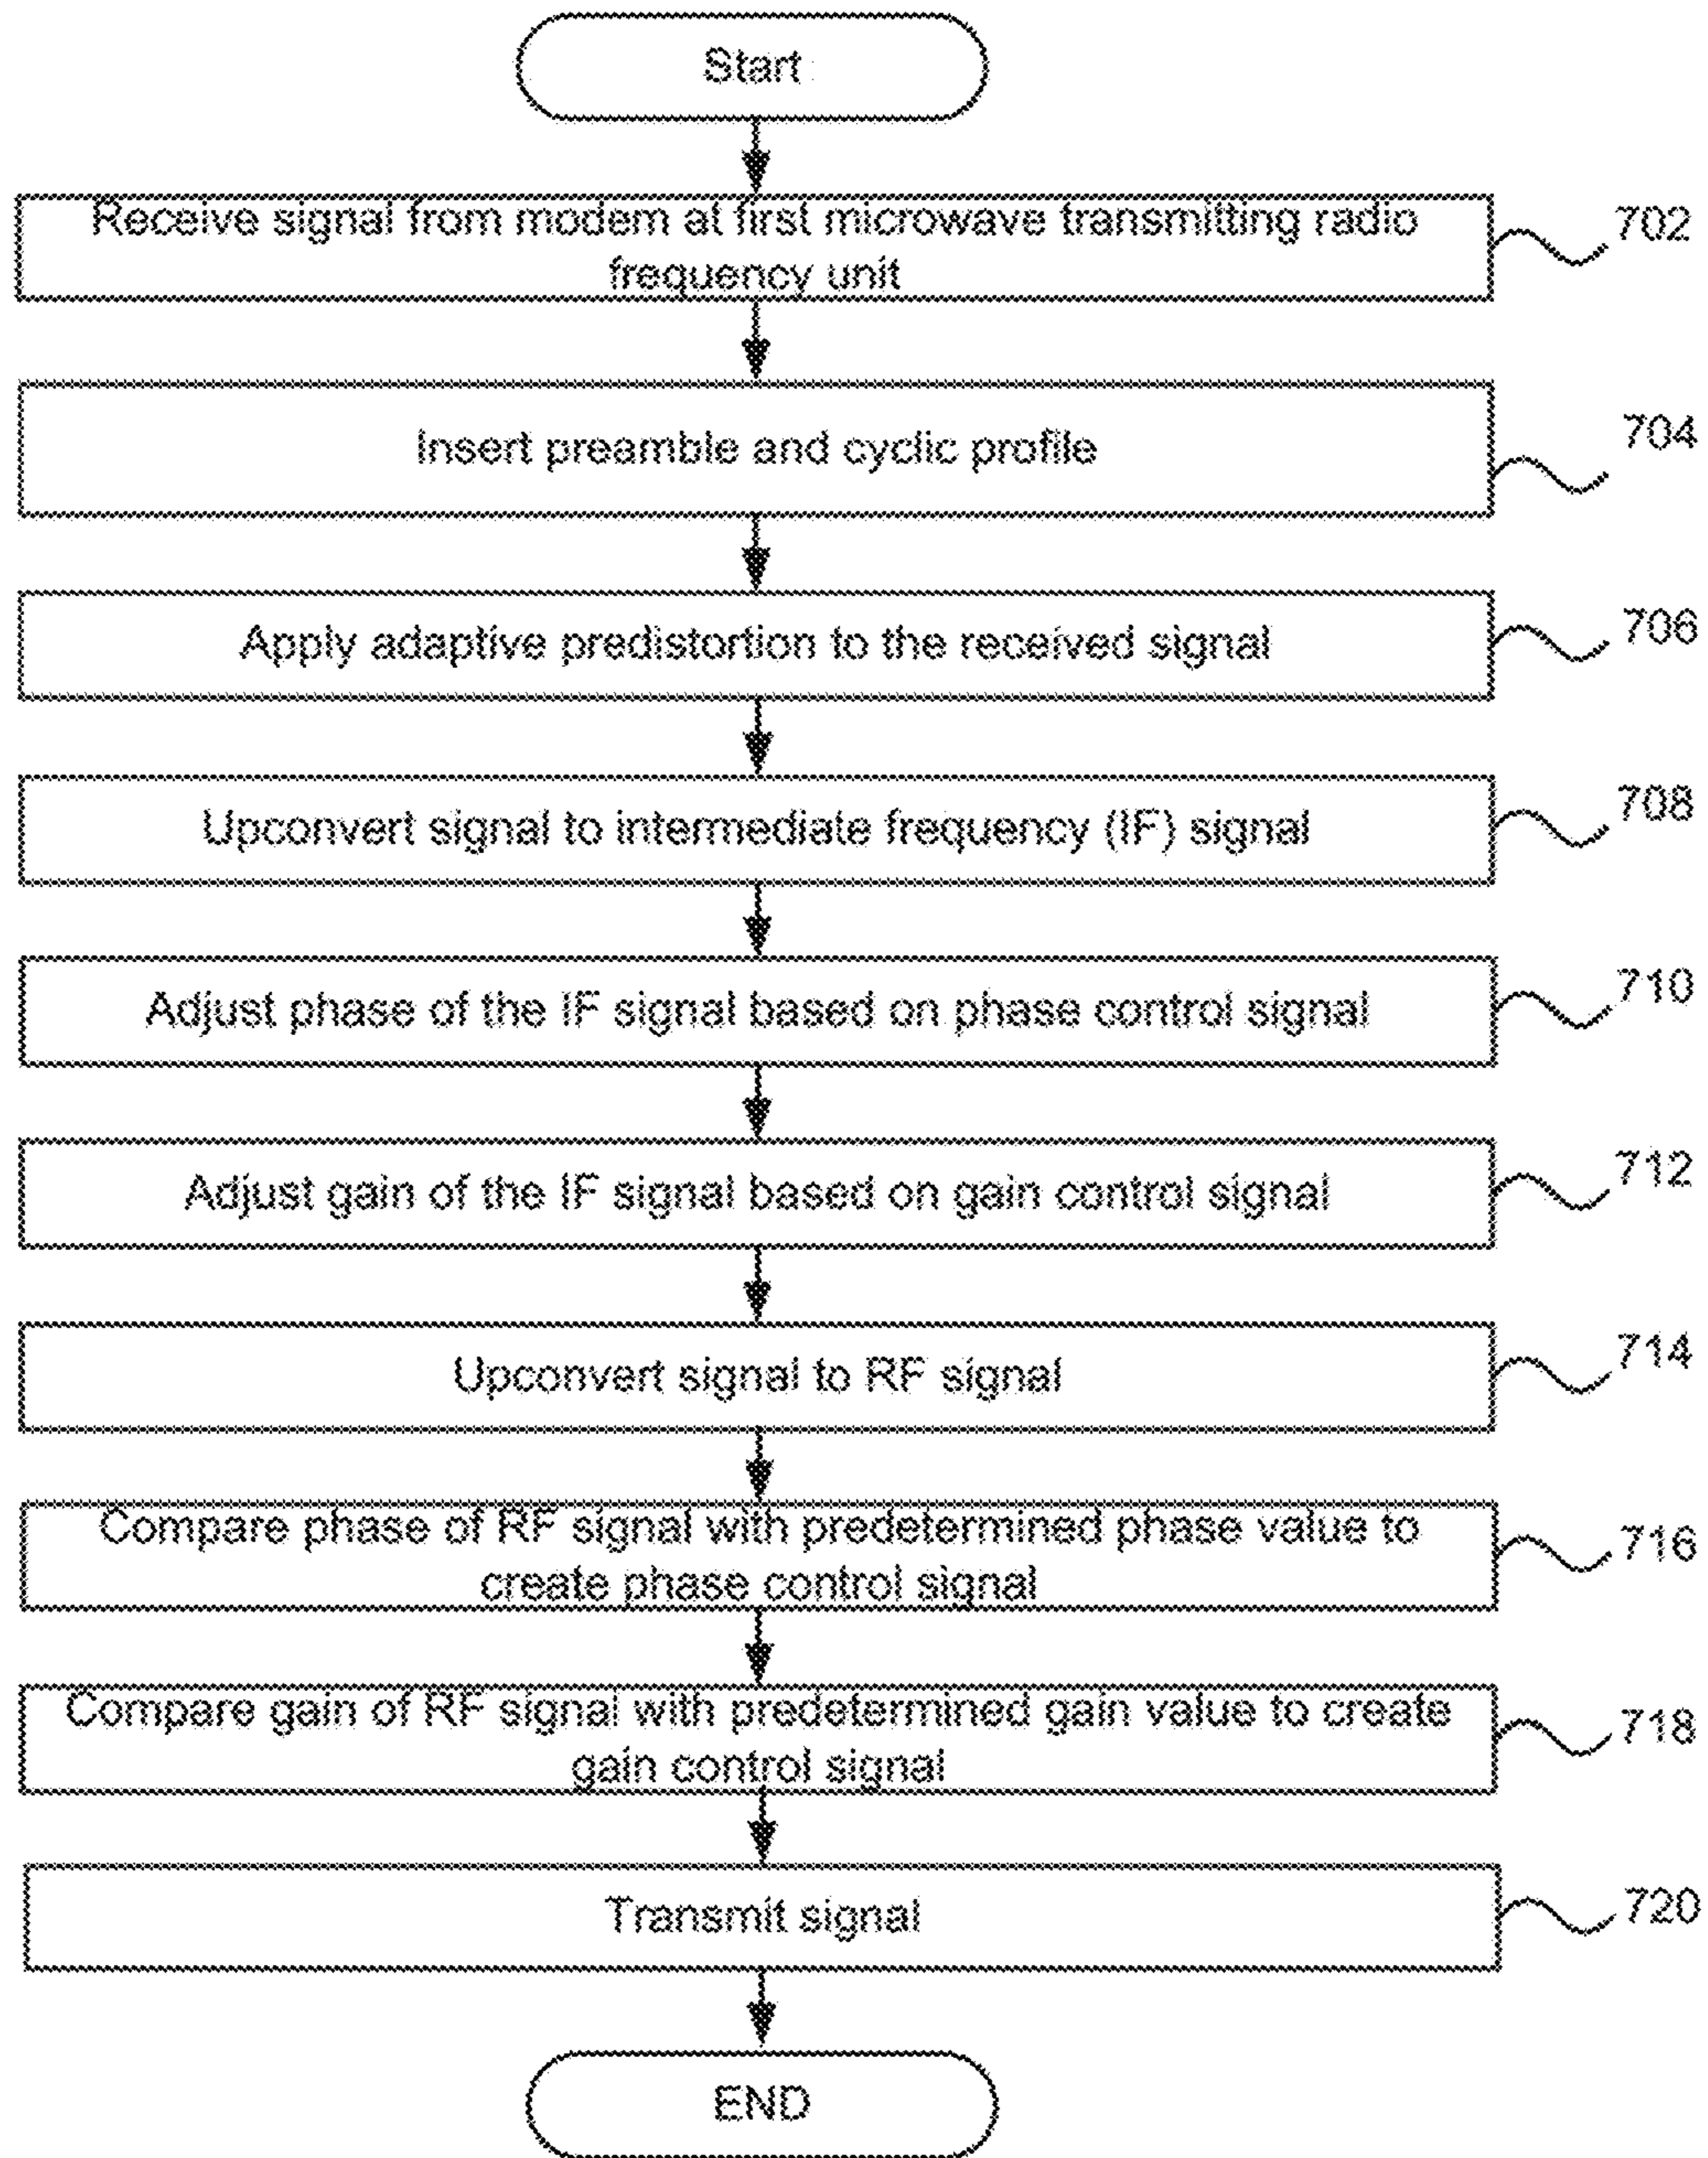 Start
Receive signal from modem at first microwave transmitting radio
frequency unit
702
Insert preamble and cyclic profile
704
Apply adaptive predistortion to the received signal
706
Upconvert signal to intermediate frequency (IF) signal
708
Adjust phase of the IF signal based on phase control signal
710
Adjust gain of the IF signal based on gain control signal
712
Upconvert signal to RF signal
714
Compare phase of RF signal with predetermined phase value to
create phase control signal
716
Compare gain of RF signal with predetermined gain value to create
gain control signal
718
Transmit signal
720
END